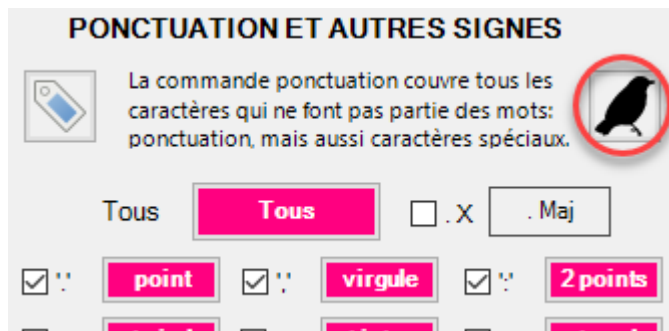 PONCTUATION ET AUTRES SIGNES
La commande ponctuation couvre tous les
caractères qui ne font pas partie des mots:
ponctuation, mais aussi caractères spéciaux.
Tous Tous . X . Maj
'.' point ',' virgule ':' 2 points